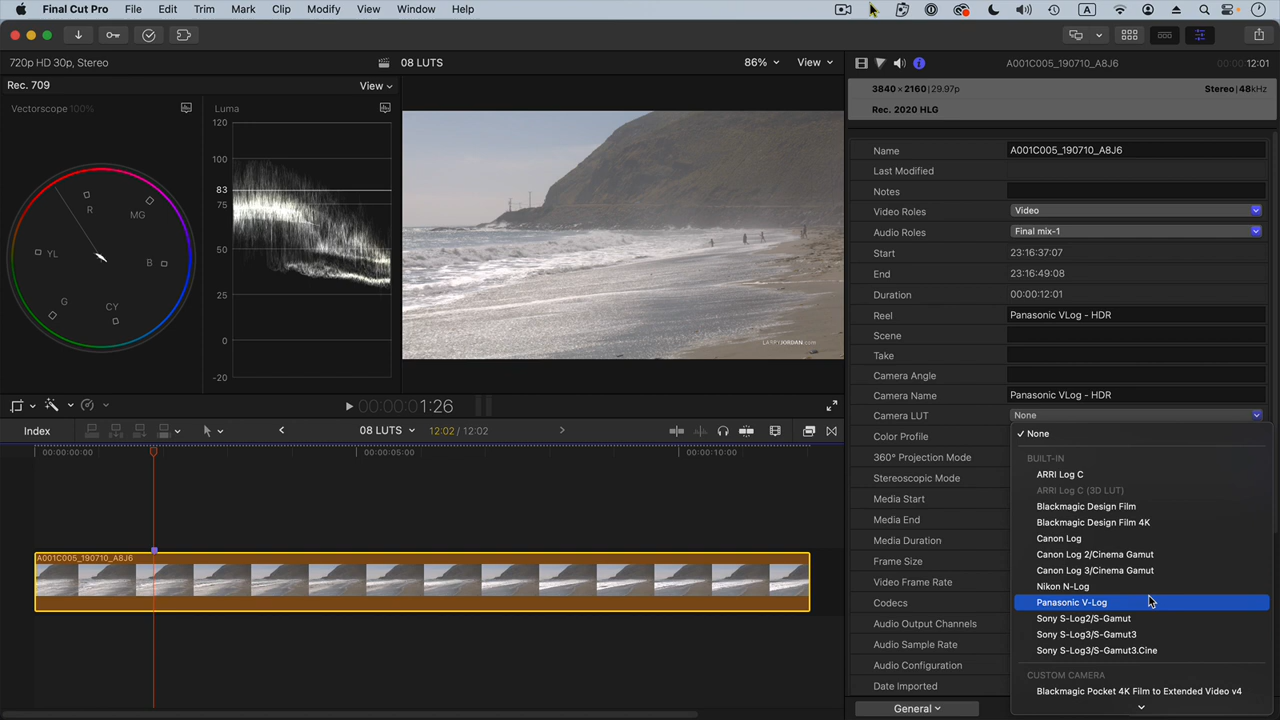 Final Cut Pro File Edit Trim Mark Clip Modify View Window Help A
720p HD 30p, Stereo 08 LUTS 86% View A001C005_190710_A8J6 00:00:12:01
Rec. 709 View
3840 × 2160 | 29.97p Stereo | 48kHz
Rec. 2020 HLG
Vectorscope 100%
R
MG
YL
B
G
CY
Luma
120
100
83
75
50
25
0
-20
LARRYJORDAN.com
Name A001C005_190710_A8J6
Last Modified
Notes
Video Roles Video
Audio Roles Final mix-1
Start 23:16:37:07
End 23:16:49:08
Duration 00:00:12:01
Reel Panasonic VLog - HDR
Scene
Take
Camera Angle
Camera Name Panasonic VLog - HDR
Camera LUT None
Color Profile
360° Projection Mode
Stereoscopic Mode
Media Start
Media End
Media Duration
Frame Size
Video Frame Rate
Codecs
Audio Output Channels
Audio Sample Rate
Audio Configuration
Date Imported
General
✓ None
BUILT-IN
ARRI Log C
ARRI Log C (3D LUT)
Blackmagic Design Film
Blackmagic Design Film 4K
Canon Log
Canon Log 2/Cinema Gamut
Canon Log 3/Cinema Gamut
Nikon N-Log
Panasonic V-Log
Sony S-Log2/S-Gamut
Sony S-Log3/S-Gamut3
Sony S-Log3/S-Gamut3.Cine
CUSTOM CAMERA
Blackmagic Pocket 4K Film to Extended Video v4
00:00:00:01:26
Index 08 LUTS 12:02 / 12:02
00:00:00:00 00:00:05:00 00:00:10:00
A001C005_190710_A8J6